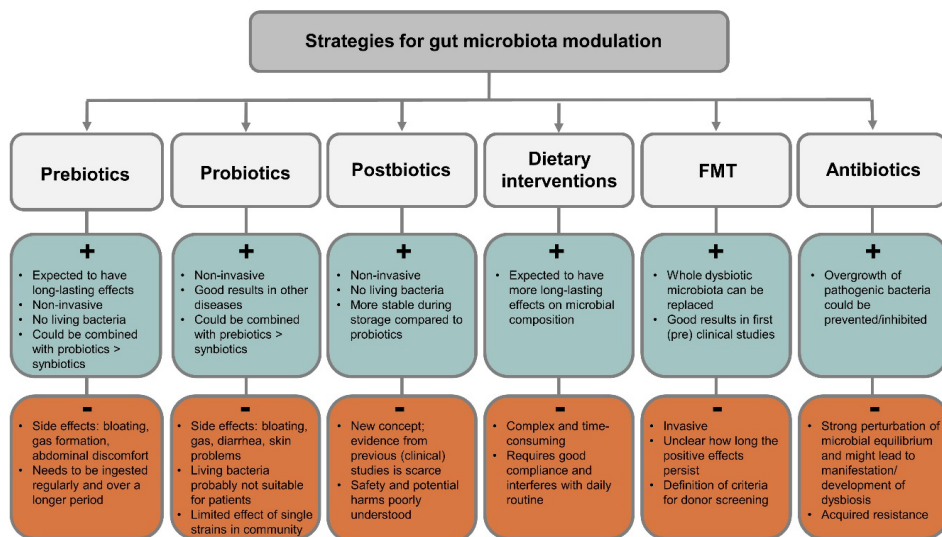 Strategies for gut microbiota modulation
Prebiotics
Probiotics
Postbiotics
Dietary
interventions
FMT
Antibiotics
+
• Expected to have
long-lasting effects
• Non-invasive
• No living bacteria
• Could be combined
with probiotics >
synbiotics
+
• Non-invasive
• Good results in other
diseases
• Could be combined
with prebiotics >
synbiotics
+
• Non-invasive
• No living bacteria
• More stable during
storage compared to
probiotics
+
• Expected to have
more long-lasting
effects on microbial
composition
+
• Whole dysbiotic
microbiota can be
replaced
• Good results in first
(pre) clinical studies
+
• Overgrowth of
pathogenic bacteria
could be
prevented/inhibited
-
• Side effects: bloating,
gas formation,
abdominal discomfort
• Needs to be ingested
regularly and over a
longer period
-
• Side effects: bloating,
gas, diarrhea, skin
problems
• Living bacteria
probably not suitable
for patients
• Limited effect of single
strains in community
-
• New concept;
evidence from
previous (clinical)
studies is scarce
• Safety and potential
harms poorly
understood
-
• Complex and time-
consuming
• Requires good
compliance and
interferes with daily
routine
-
• Invasive
• Unclear how long the
positive effects
persist
• Definition of criteria
for donor screening
-
• Strong perturbation of
microbial equilibrium
and might lead to
manifestation/
development of
dysbiosis
• Acquired resistance